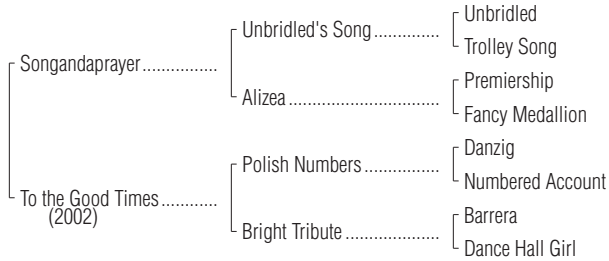 Unbridled
Unbridled's Song..............
Trolley Song
Songandaprayer...............
Premiership
Alizea................................
Fancy Medallion
Danzig
Polish Numbers................
Numbered Account
To the Good Times...........
(2002)
Barrera
Bright Tribute....................
Dance Hall Girl